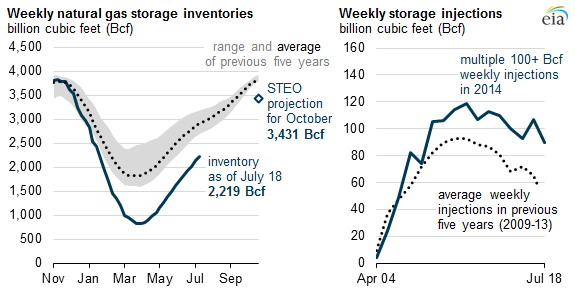 Weekly natural gas storage inventories
billion cubic feet (Bcf)
4,500
4,000
3,500
3,000
2,500
2,000
1,500
1,000
500
0
Nov Jan Mar May Jul Sep
range and average
of previous five years
STEO
projection
for October
3,431 Bcf
inventory
as of July 18
2,219 Bcf
Weekly storage injections
billion cubic feet (Bcf)
eia
160
140
120
100
80
60
40
20
0
Apr 04 Jul 18
multiple 100+ Bcf
weekly injections
in 2014
average weekly
injections in previous
five years (2009-13)